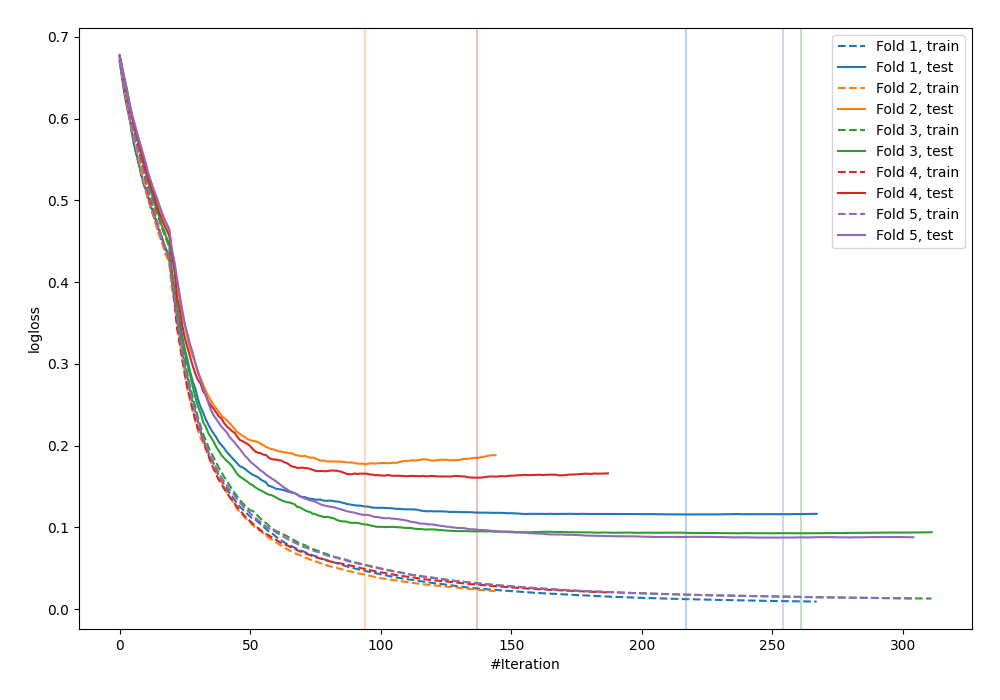 0.7
0.6
0.5
0.4
0.3
0.2
0.1
0.0
logloss
0
50
100
150
200
250
300
#Iteration
Fold 1, train
Fold 1, test
Fold 2, train
Fold 2, test
Fold 3, train
Fold 3, test
Fold 4, train
Fold 4, test
Fold 5, train
Fold 5, test